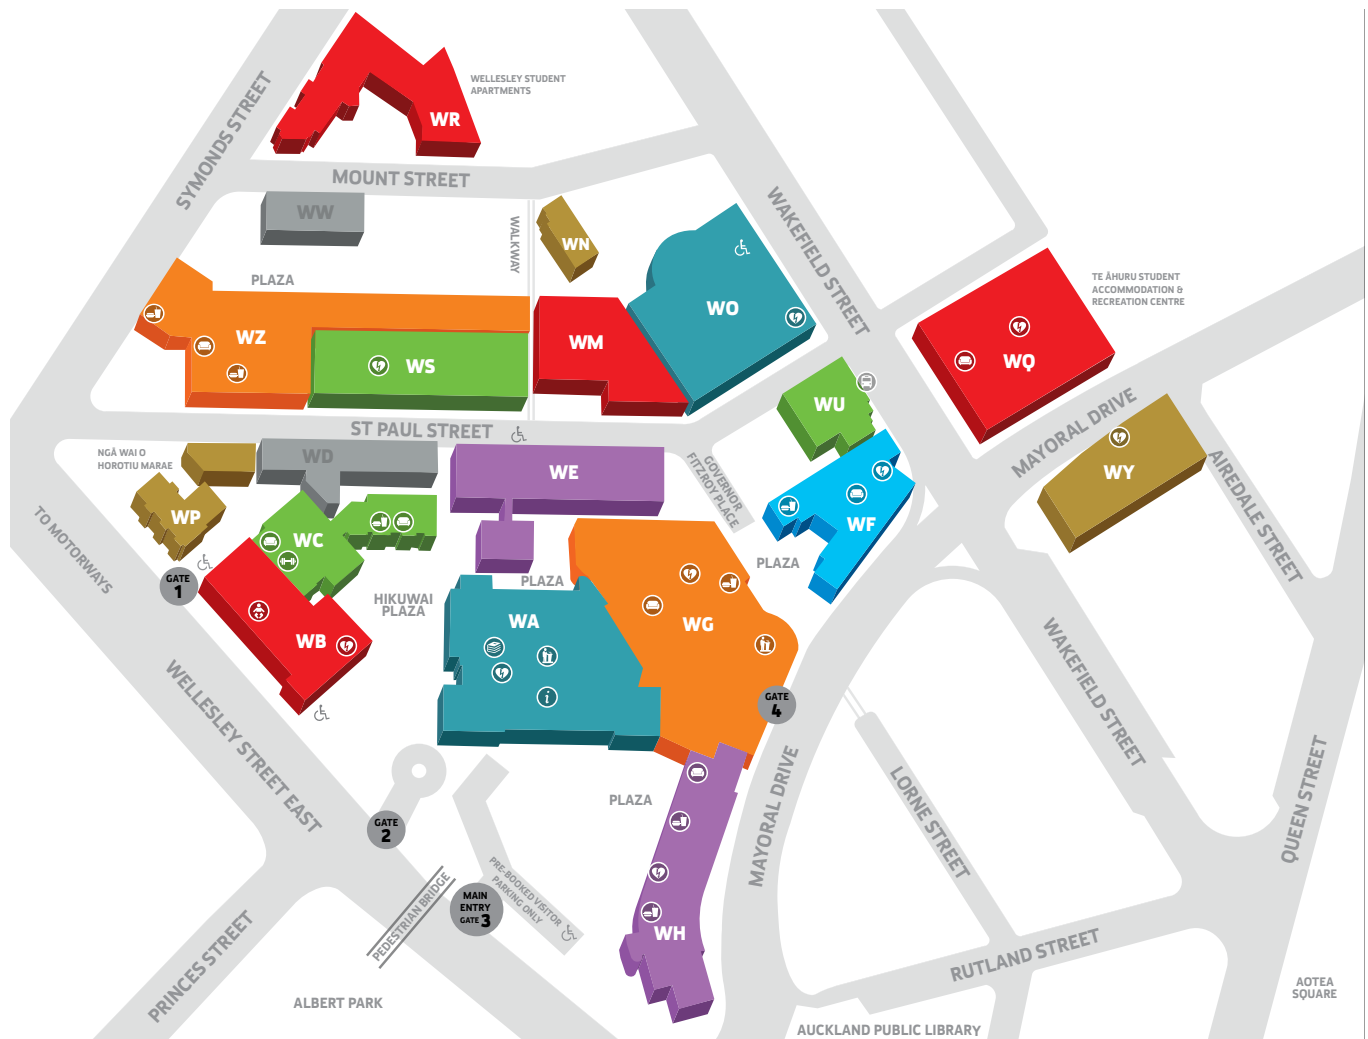 WELLESLEY STUDENT
APARTMENTS
WR
SYMONDS STREET
MOUNT STREET
WW
WALKWAY
WN
WAKEFIELD STREET
PLAZA
WO
TE ĀHURU STUDENT
ACCOMMODATION &
RECREATION CENTRE
WZ
WS
WM
WQ
WU
MAYORAL DRIVE
ST PAUL STREET
NGĀ WAI O
HOROTIU MARAE
WD
WE
GOVERNOR
FITZROY PLACE
WY
AIREDALE STREET
WP
WC
WF
TO MOTORWAYS
GATE
1
PLAZA
PLAZA
HIKUWAI
PLAZA
WA
WG
WB
WAKEFIELD STREET
GATE
4
WELLESLEY STREET EAST
PLAZA
MAYORAL DRIVE
LORNE STREET
QUEEN STREET
GATE
2
PRE-BOOKED VISITOR
PARKING ONLY
PEDESTRIAN BRIDGE
MAIN
ENTRY
GATE 3
WH
PRINCES STREET
RUTLAND STREET
AOTEA
SQUARE
ALBERT PARK
AUCKLAND PUBLIC LIBRARY